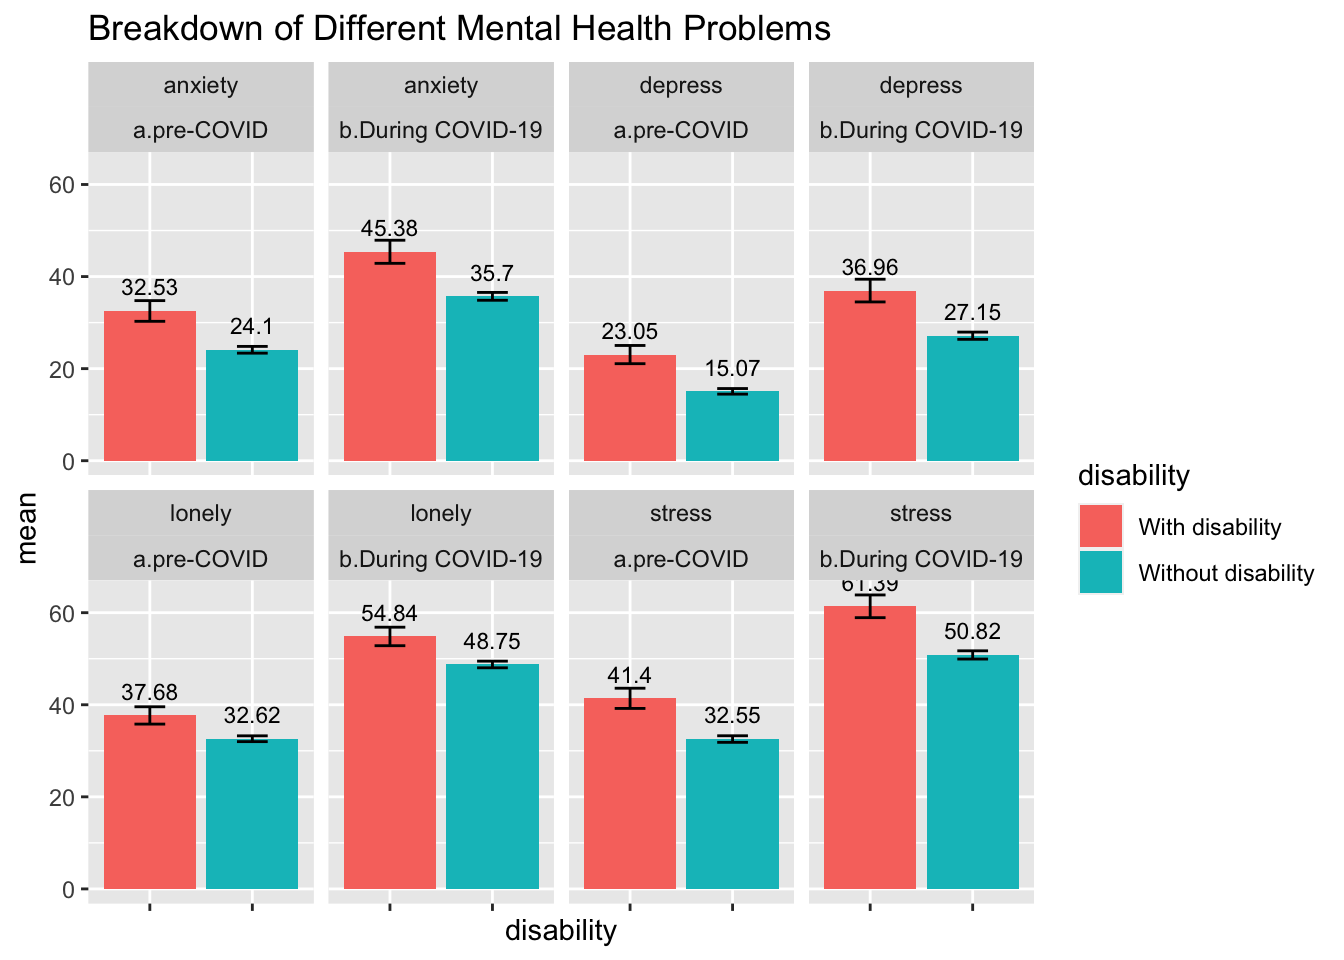 Breakdown of Different Mental Health Problems
anxiety
a.pre-COVID
anxiety
b.During COVID-19
depress
a.pre-COVID
depress
b.During COVID-19
60
40
20
0
32.53
24.1
45.38
35.7
23.05
15.07
36.96
27.15
mean
lonely
a.pre-COVID
lonely
b.During COVID-19
stress
a.pre-COVID
stress
b.During COVID-19
60
40
20
0
37.68
32.62
54.84
48.75
41.4
32.55
61.39
50.82
disability
disability
With disability
Without disability